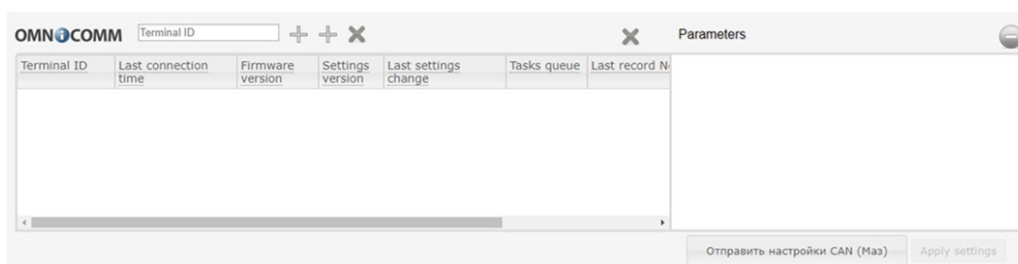 OMNICOMM Terminal ID Parameters
Terminal ID Last connection time Firmware version Settings version Last settings change Tasks queue Last record N
Отправить настройки CAN (Маз) Apply settings